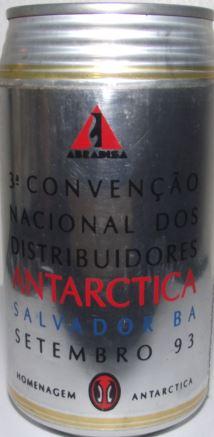 ABRADISA
3ª CONVENÇÃO
NACIONAL DOS
DISTRIBUIDORES
ANTARCTICA
SALVADOR BA
SETEMBRO 93
HOMENAGEM ANTARCTICA